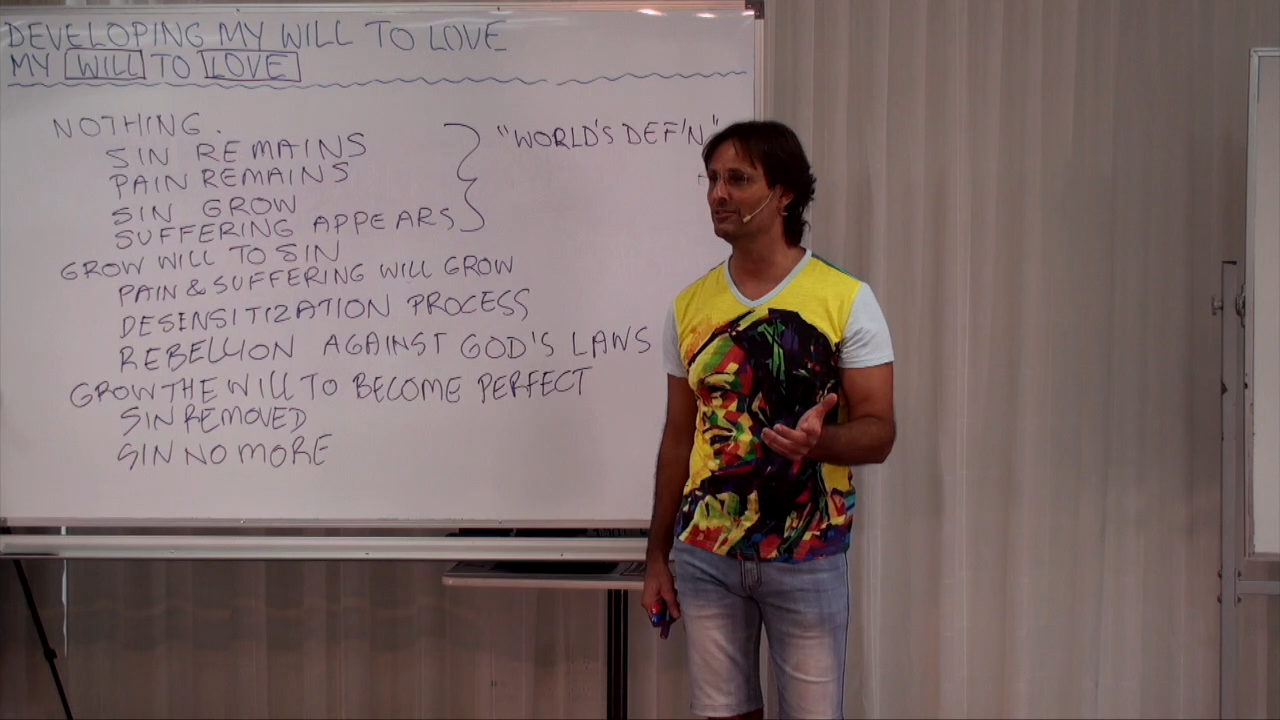 DEVELOPING MY WILL TO LOVE
MY WILL TO LOVE
NOTHING.
SIN REMAINS
PAIN REMAINS
SIN GROW
SUFFERING APPEARS
"WORLD'S DEF'N"
GROW WILL TO SIN
PAIN & SUFFERING WILL GROW
DESENSITIZATION PROCESS
REBELLION AGAINST GOD'S LAWS
GROW THE WILL TO BECOME PERFECT
SIN REMOVED
SIN NO MORE